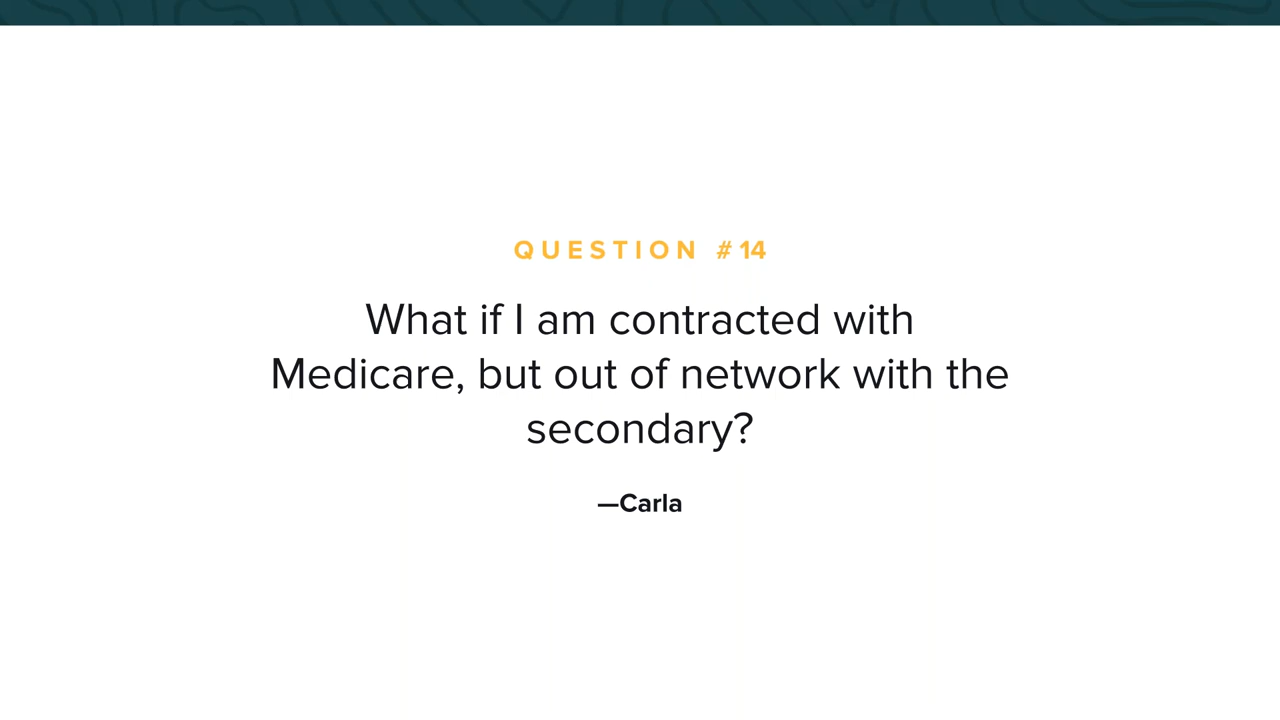 QUESTION #14
What if I am contracted with
Medicare, but out of network with the
secondary?
—Carla